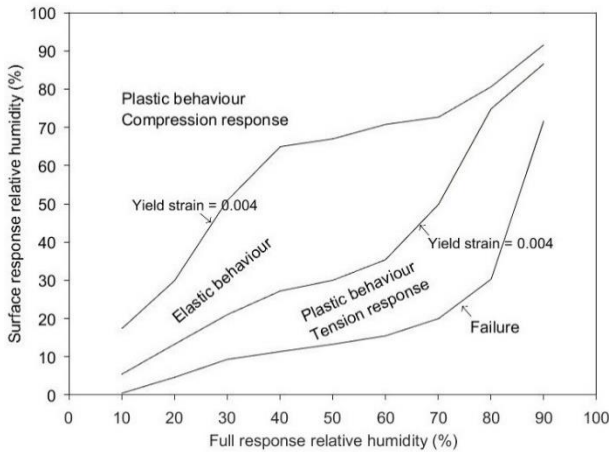 100
90
80
70
60
50
40
30
20
10
0
Surface response relative humidity (%)
Plastic behaviour
Compression response
Yield strain = 0.004
Elastic behaviour
Yield strain = 0.004
Plastic behaviour
Tension response
Failure
0 10 20 30 40 50 60 70 80 90 100
Full response relative humidity (%)